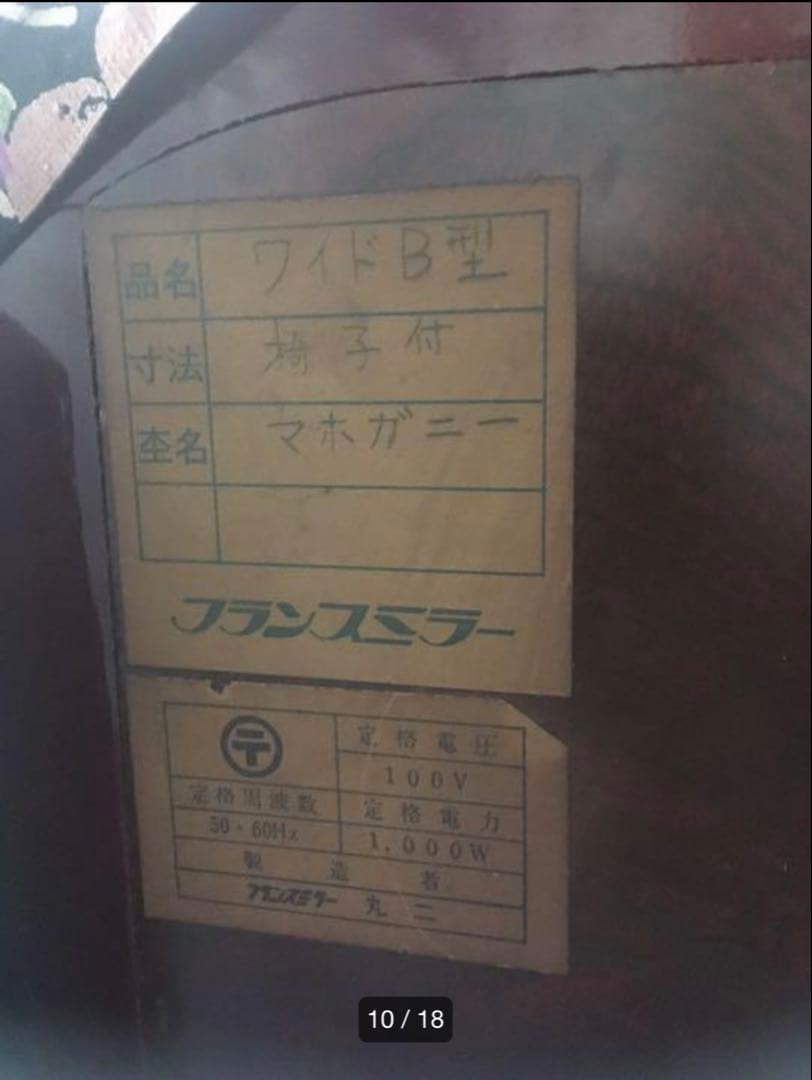 品名 ワイドB型
寸法 椅子付
杢名 マホガニー
フランスミラー
〒
定格電圧
100V
定格周波数
定格電力
50・60Hz
1,000W
製造者
フランスミラー 丸二
10 / 18